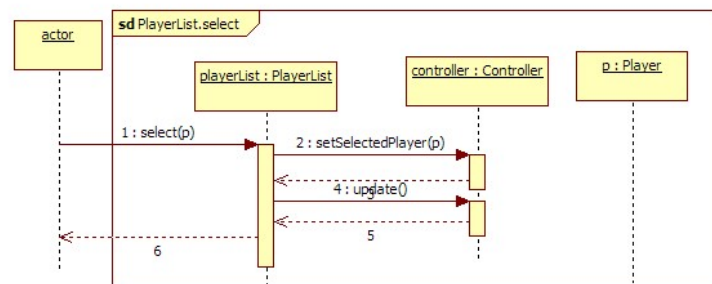 sd PlayerList.select
actor
playerList : PlayerList
controller : Controller
p : Player
1 : select(p)
2 : setSelectedPlayer(p)
3
4 : update()
5
6